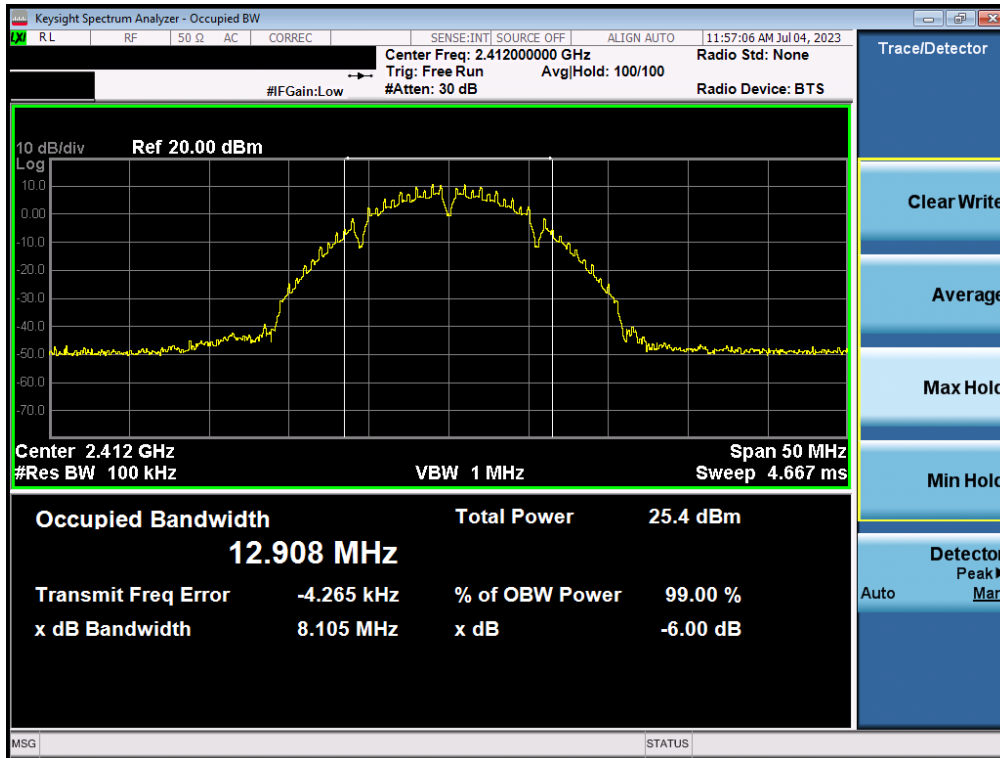 Keysight Spectrum Analyzer - Occupied BW
LXI RL RF 50 Ω AC CORREC SENSE:INT SOURCE OFF ALIGN AUTO 11:57:06 AM Jul 04, 2023
Center Freq: 2.412000000 GHz Radio Std: None
Trig: Free Run Avg|Hold: 100/100
#IFGain:Low #Atten: 30 dB Radio Device: BTS
Trace/Detector
10 dB/div Ref 20.00 dBm
Log
10.0
0.00
-10.0
-20.0
-30.0
-40.0
-50.0
-60.0
-70.0
Center 2.412 GHz Span 50 MHz
#Res BW 100 kHz VBW 1 MHz Sweep 4.667 ms
Occupied Bandwidth Total Power 25.4 dBm
12.908 MHz
Transmit Freq Error -4.265 kHz % of OBW Power 99.00 %
x dB Bandwidth 8.105 MHz x dB -6.00 dB
Clear Write
Average
Max Hold
Min Hold
Detector
Peak
Auto Man
MSG STATUS